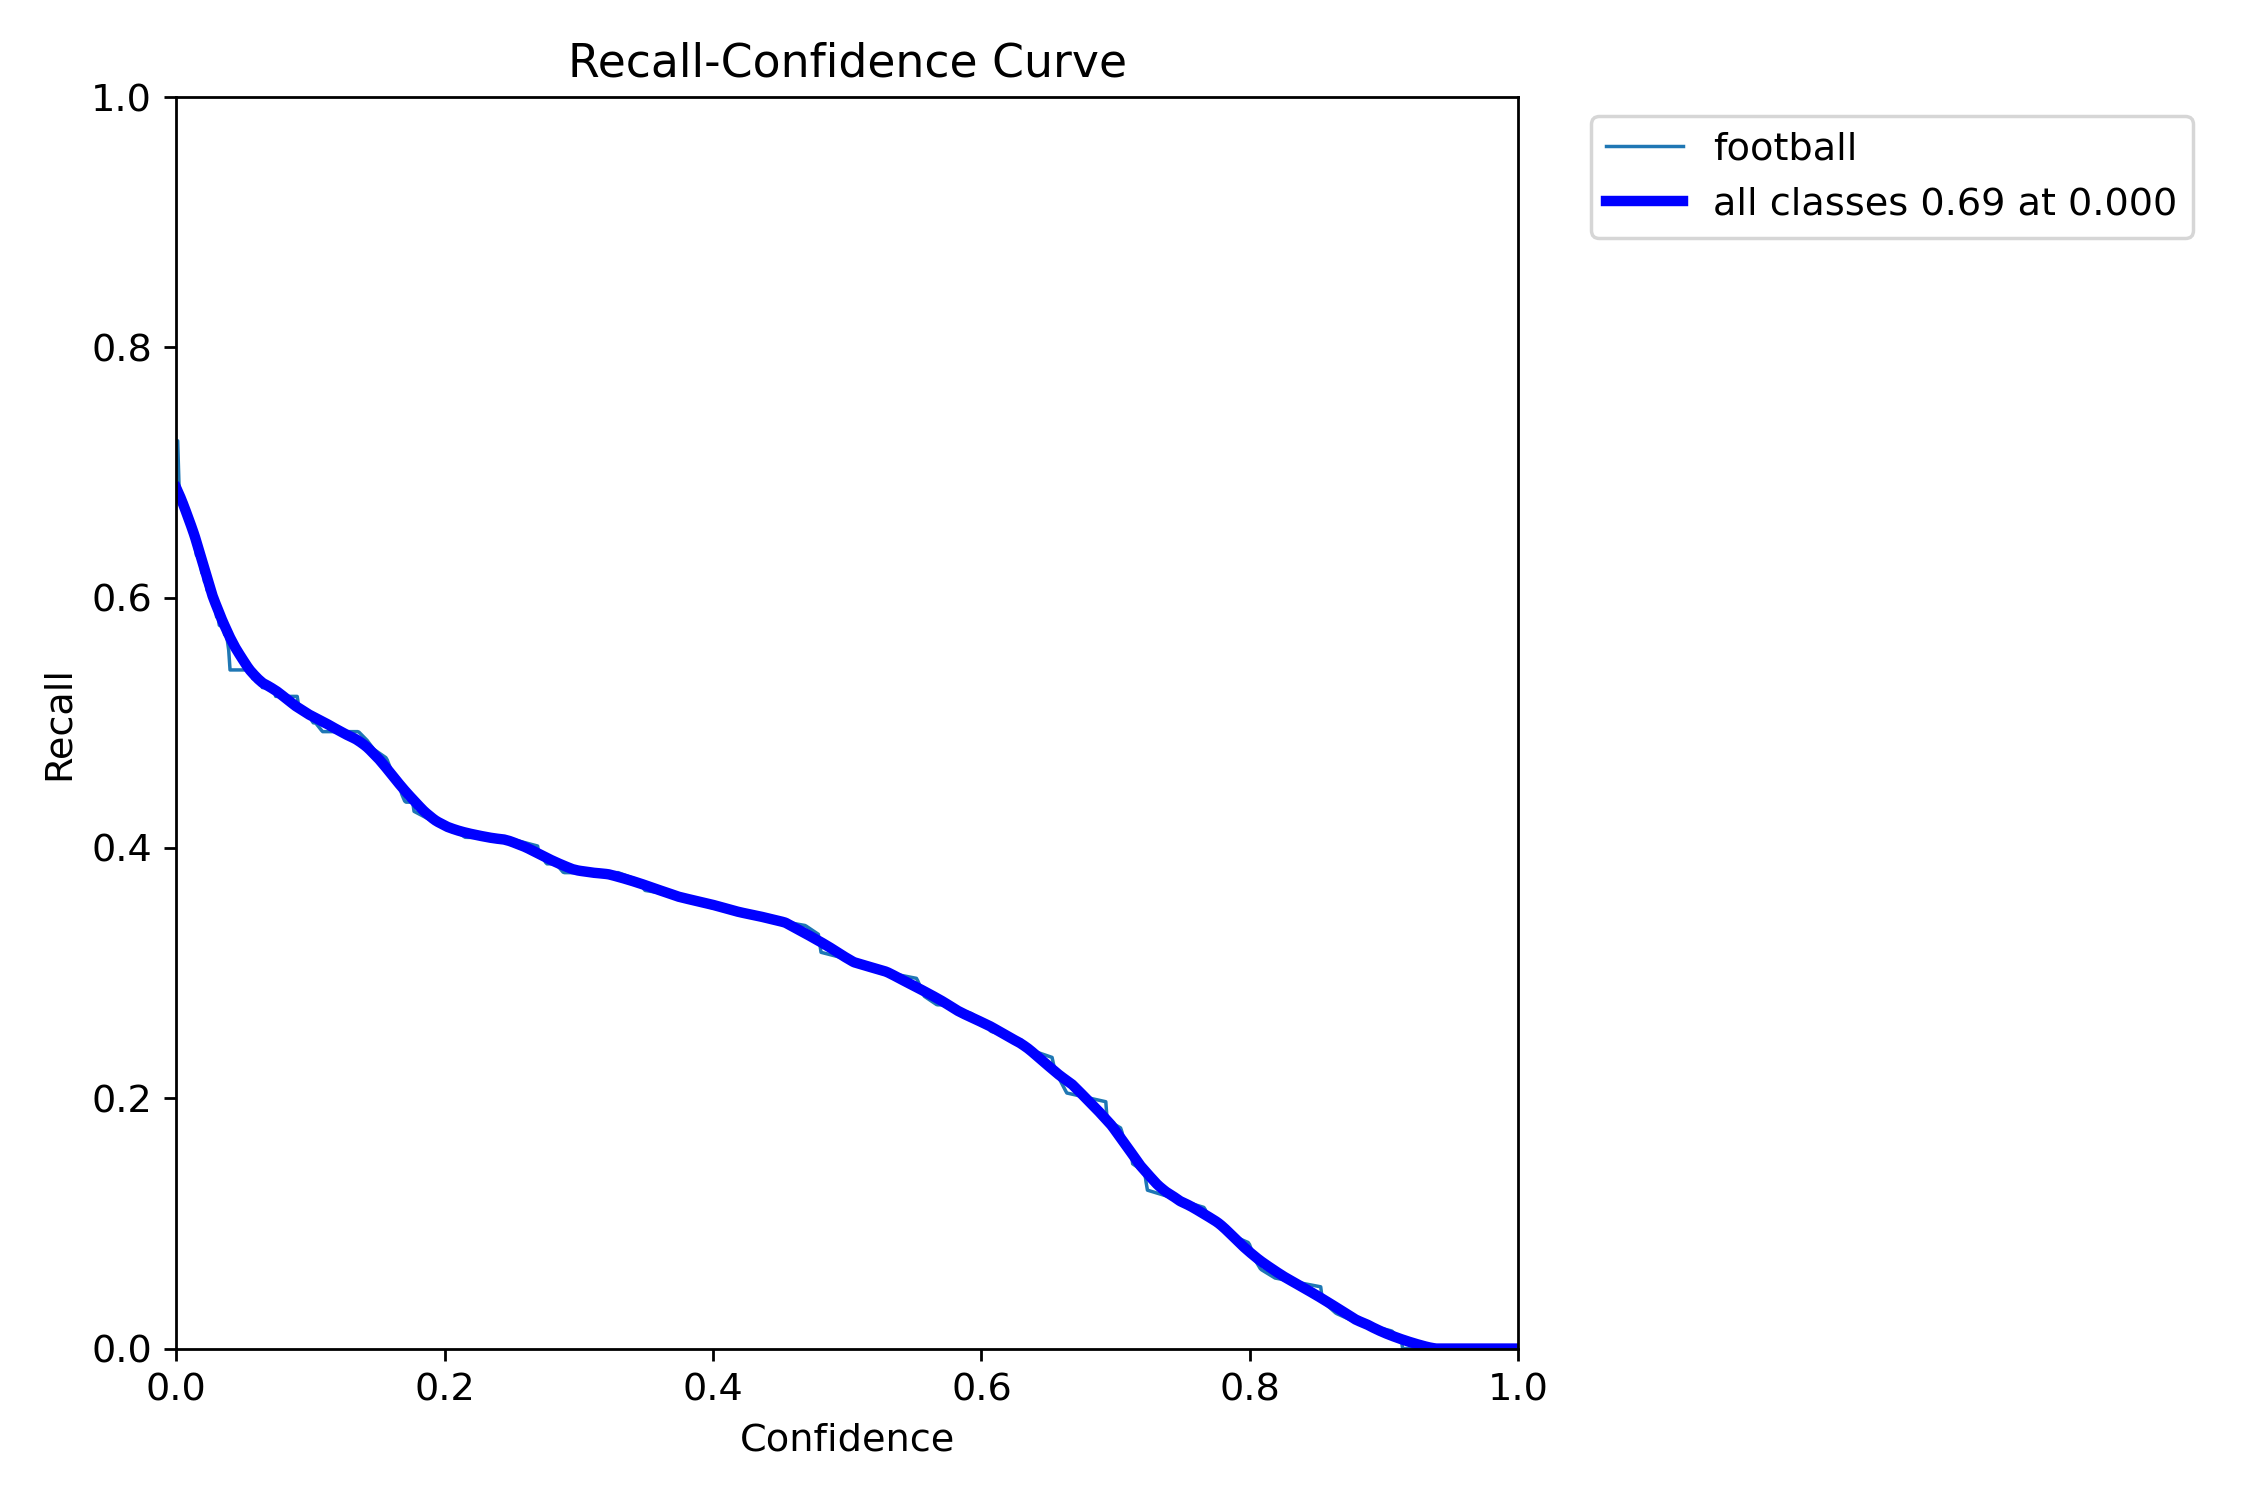 Recall-Confidence Curve
1.0
0.8
0.6
0.4
0.2
0.0
Recall
0.0 0.2 0.4 0.6 0.8 1.0
Confidence
football
all classes 0.69 at 0.000